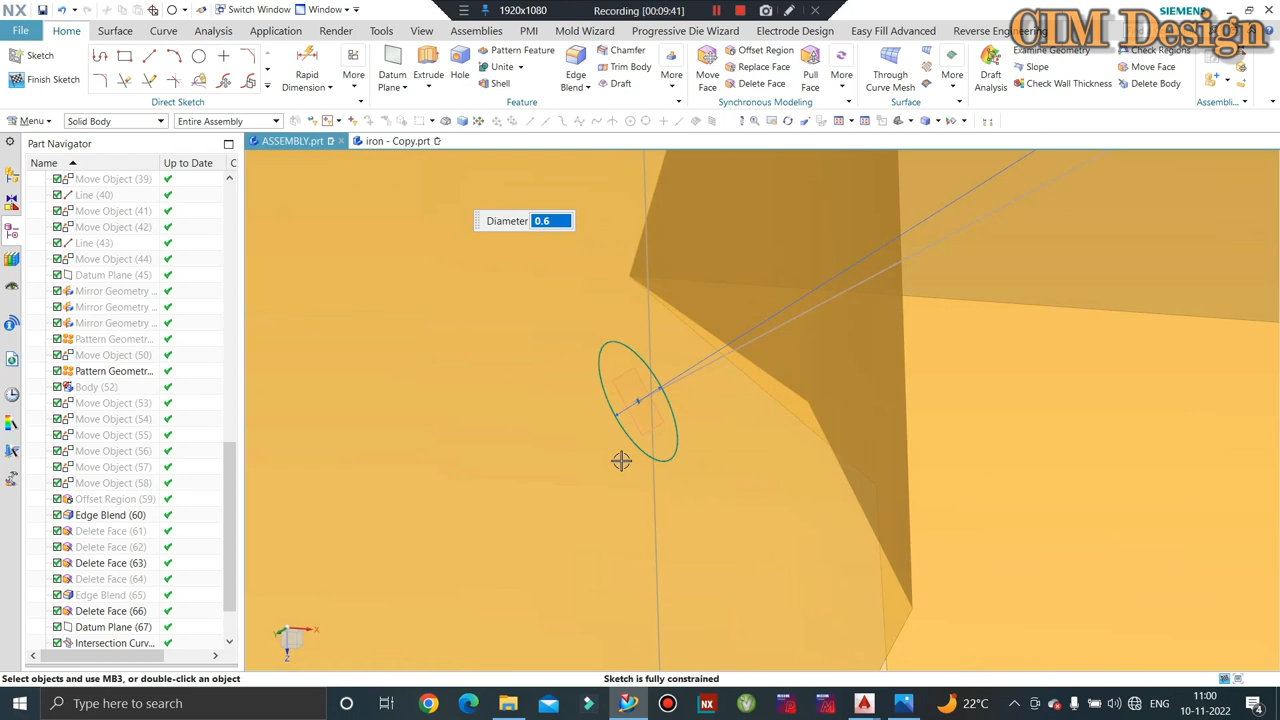 NX Switch Window Window 1920x1080 Recording [00:09:41] SIEMENS
File Home Surface Curve Analysis Application Render Tools View Assemblies PMI Mold Wizard Progressive Die Wizard Electrode Design Easy Fill Advanced Reverse Engineering
CIM Design
Sketch Pattern Feature Chamfer Offset Region Examine Geometry Check Regions
Unite Trim Body Replace Face Slope Move Face
Finish Sketch Rapid Dimension More Datum Plane Extrude Hole Shell Edge Blend Draft More Move Face Delete Face Pull Face More Through Curve Mesh More Draft Analysis Check Wall Thickness Delete Body
Direct Sketch Feature Synchronous Modeling Surface Assembli...
Menu Solid Body Entire Assembly
Part Navigator ASSEMBLY.prt iron - Copy.prt
Name Up to Date C
Move Object (39)
Line (40)
Move Object (41)
Move Object (42)
Line (43)
Move Object (44)
Datum Plane (45)
Mirror Geometry ...
Mirror Geometry ...
Mirror Geometry ...
Pattern Geometr...
Move Object (50)
Pattern Geometr...
Body (52)
Move Object (53)
Move Object (54)
Move Object (55)
Move Object (56)
Move Object (57)
Move Object (58)
Offset Region (59)
Edge Blend (60)
Delete Face (61)
Delete Face (62)
Delete Face (63)
Delete Face (64)
Edge Blend (65)
Delete Face (66)
Datum Plane (67)
Intersection Curv...
Diameter 0.6
X Y Z
Select objects and use MB3, or double-click an object Sketch is fully constrained
Type here to search 22°C ENG 11:00
10-11-2022 4